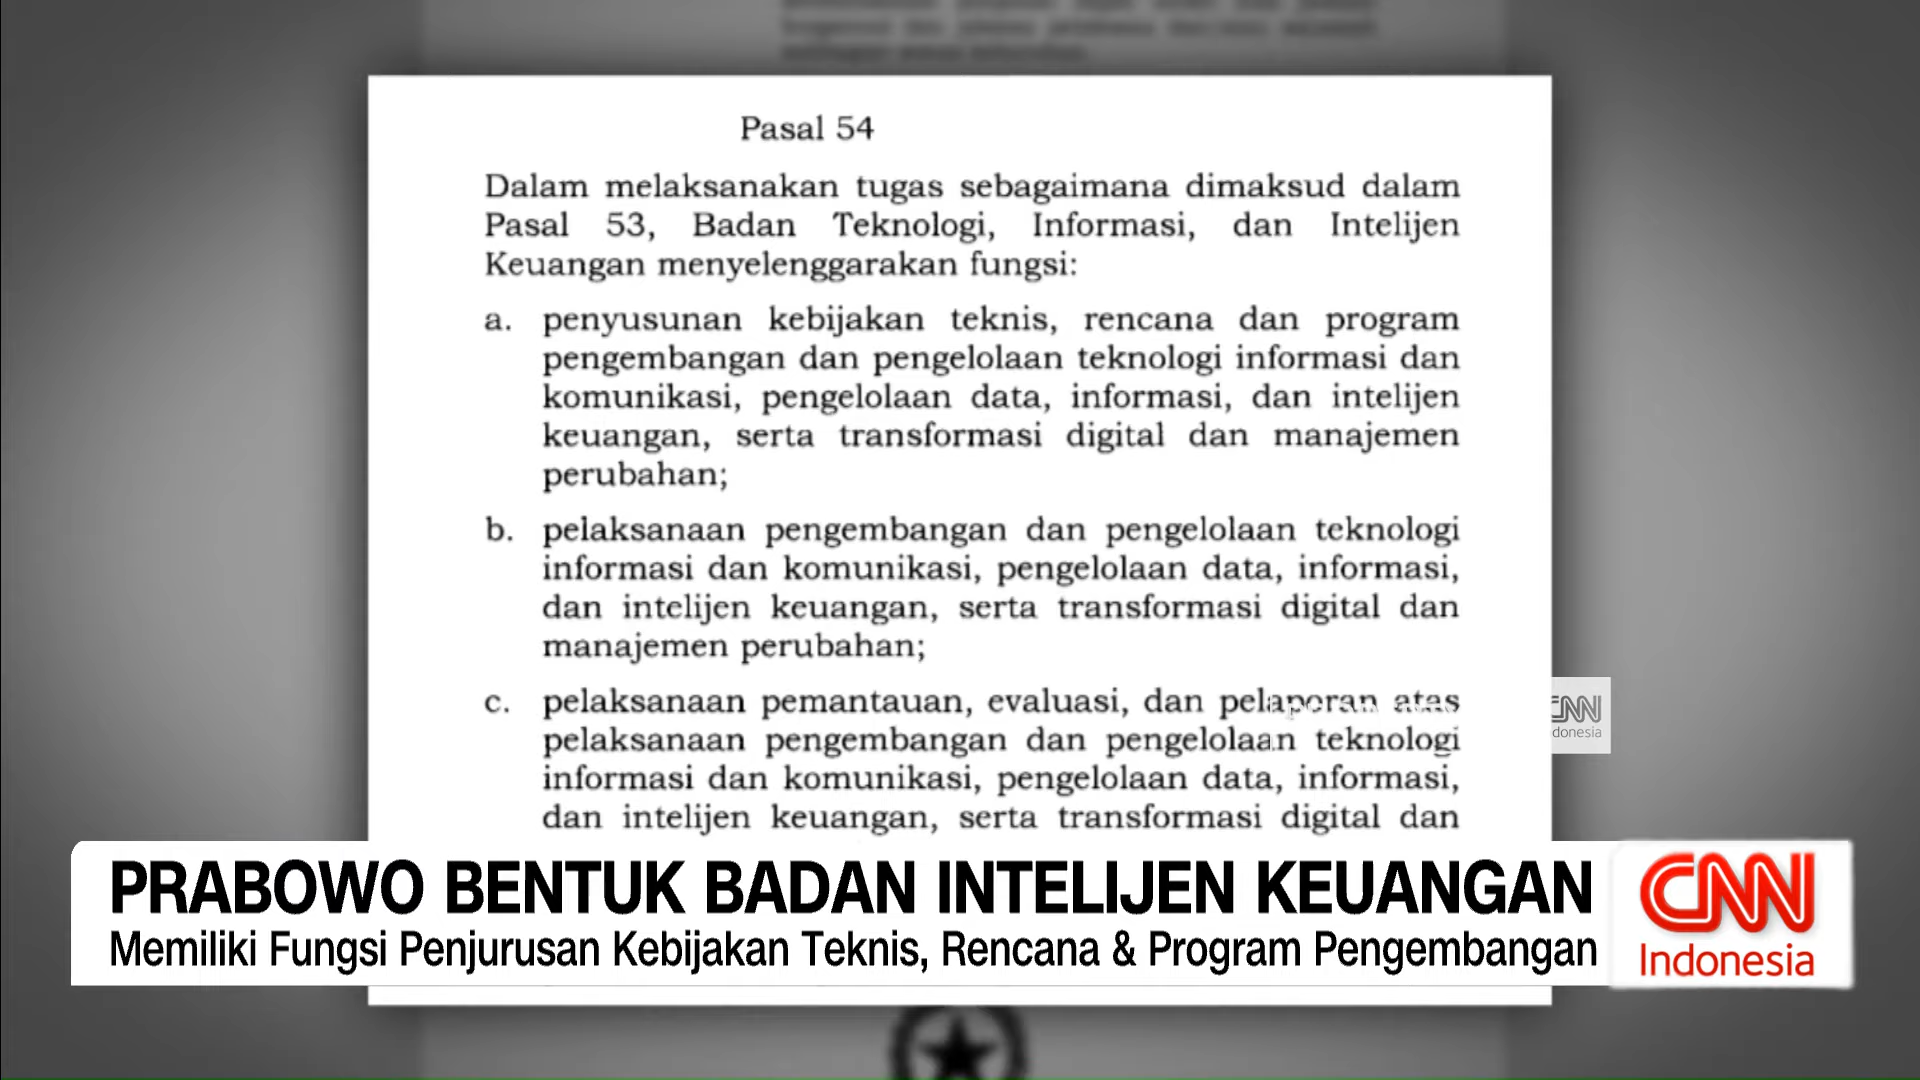 Pasal 54
Dalam melaksanakan tugas sebagaimana dimaksud dalam
Pasal 53, Badan Teknologi, Informasi, dan Intelijen
Keuangan menyelenggarakan fungsi:
a. penyusunan kebijakan teknis, rencana dan program
pengembangan dan pengelolaan teknologi informasi dan
komunikasi, pengelolaan data, informasi, dan intelijen
keuangan, serta transformasi digital dan manajemen
perubahan;
b. pelaksanaan pengembangan dan pengelolaan teknologi
informasi dan komunikasi, pengelolaan data, informasi,
dan intelijen keuangan, serta transformasi digital dan
manajemen perubahan;
c. pelaksanaan pemantauan, evaluasi, dan pelaporan atas
pelaksanaan pengembangan dan pengelolaan teknologi
informasi dan komunikasi, pengelolaan data, informasi,
dan intelijen keuangan, serta transformasi digital dan
CNN
ndonesia
PRABOWO BENTUK BADAN INTELIJEN KEUANGAN
Memiliki Fungsi Penjurusan Kebijakan Teknis, Rencana & Program Pengembangan
CNN
Indonesia